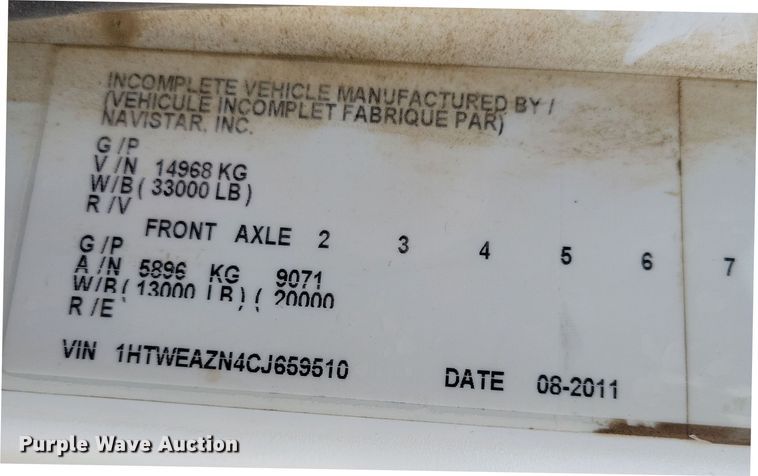 INCOMPLETE VEHICLE MANUFACTURED BY /
(VEHICULE INCOMPLET FABRIQUE PAR)
NAVISTAR, INC.
G /P
V /N 14968 KG
W/B ( 33000 LB )
R /V
FRONT AXLE 2 3 4 5 6 7
G /P
A /N 5896 KG 9071
W/B ( 13000 LB ) ( 20000
R /E
VIN 1HTWEAZN4CJ659510 DATE 08-2011
Purple Wave Auction